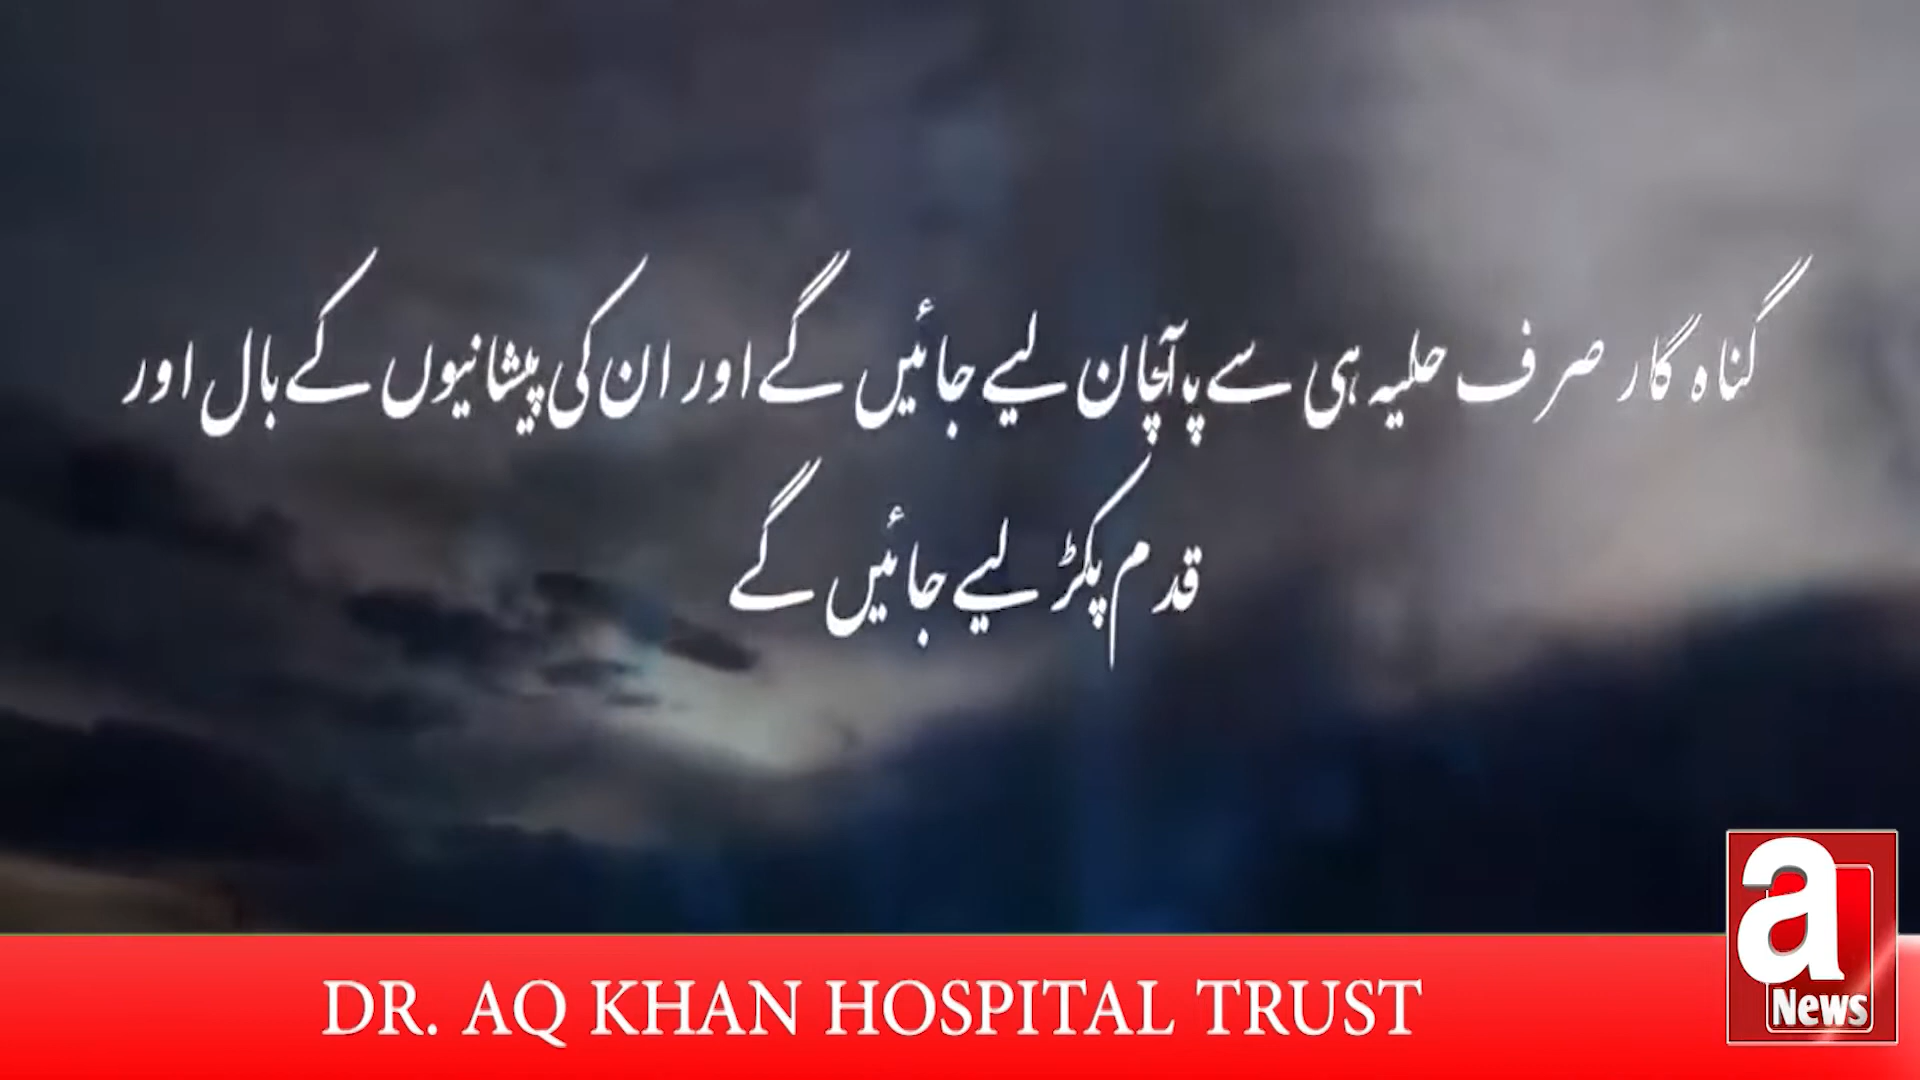 گناہ گار صرف حلیہ ہی سے پہچان لیے جائیں گے اور ان کی پیشانیوں کے بال اور
قدم پکڑ لیے جائیں گے
a
News
DR. AQ KHAN HOSPITAL TRUST